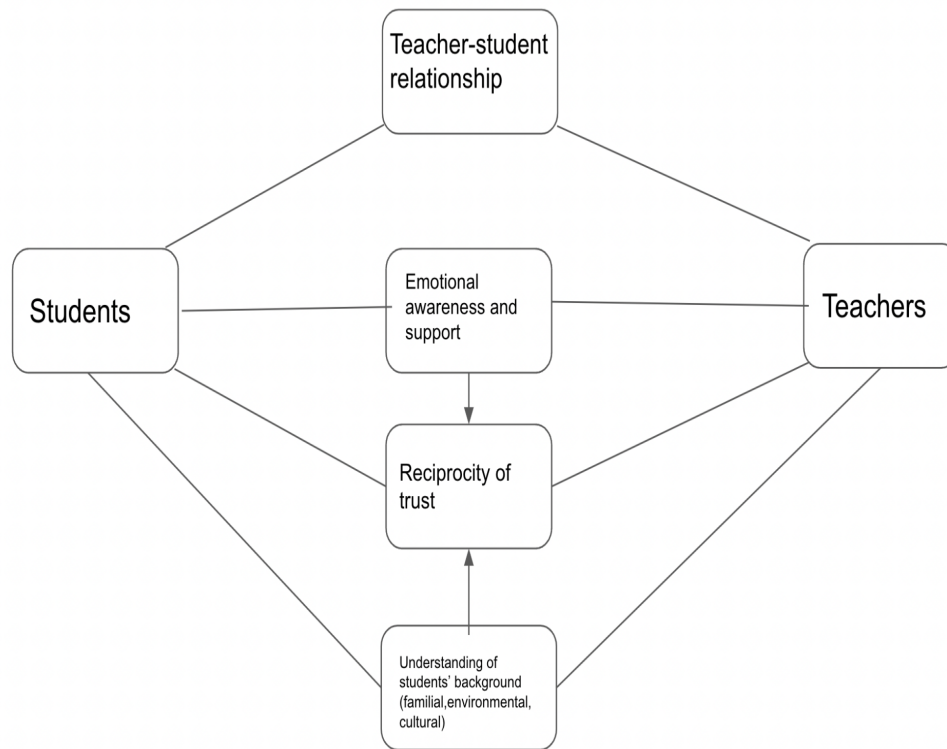 Teacher-student
relationship
Students
Emotional
awareness and
support
Teachers
Reciprocity of
trust
Understanding of
students’ background
(familial,environmental,
cultural)